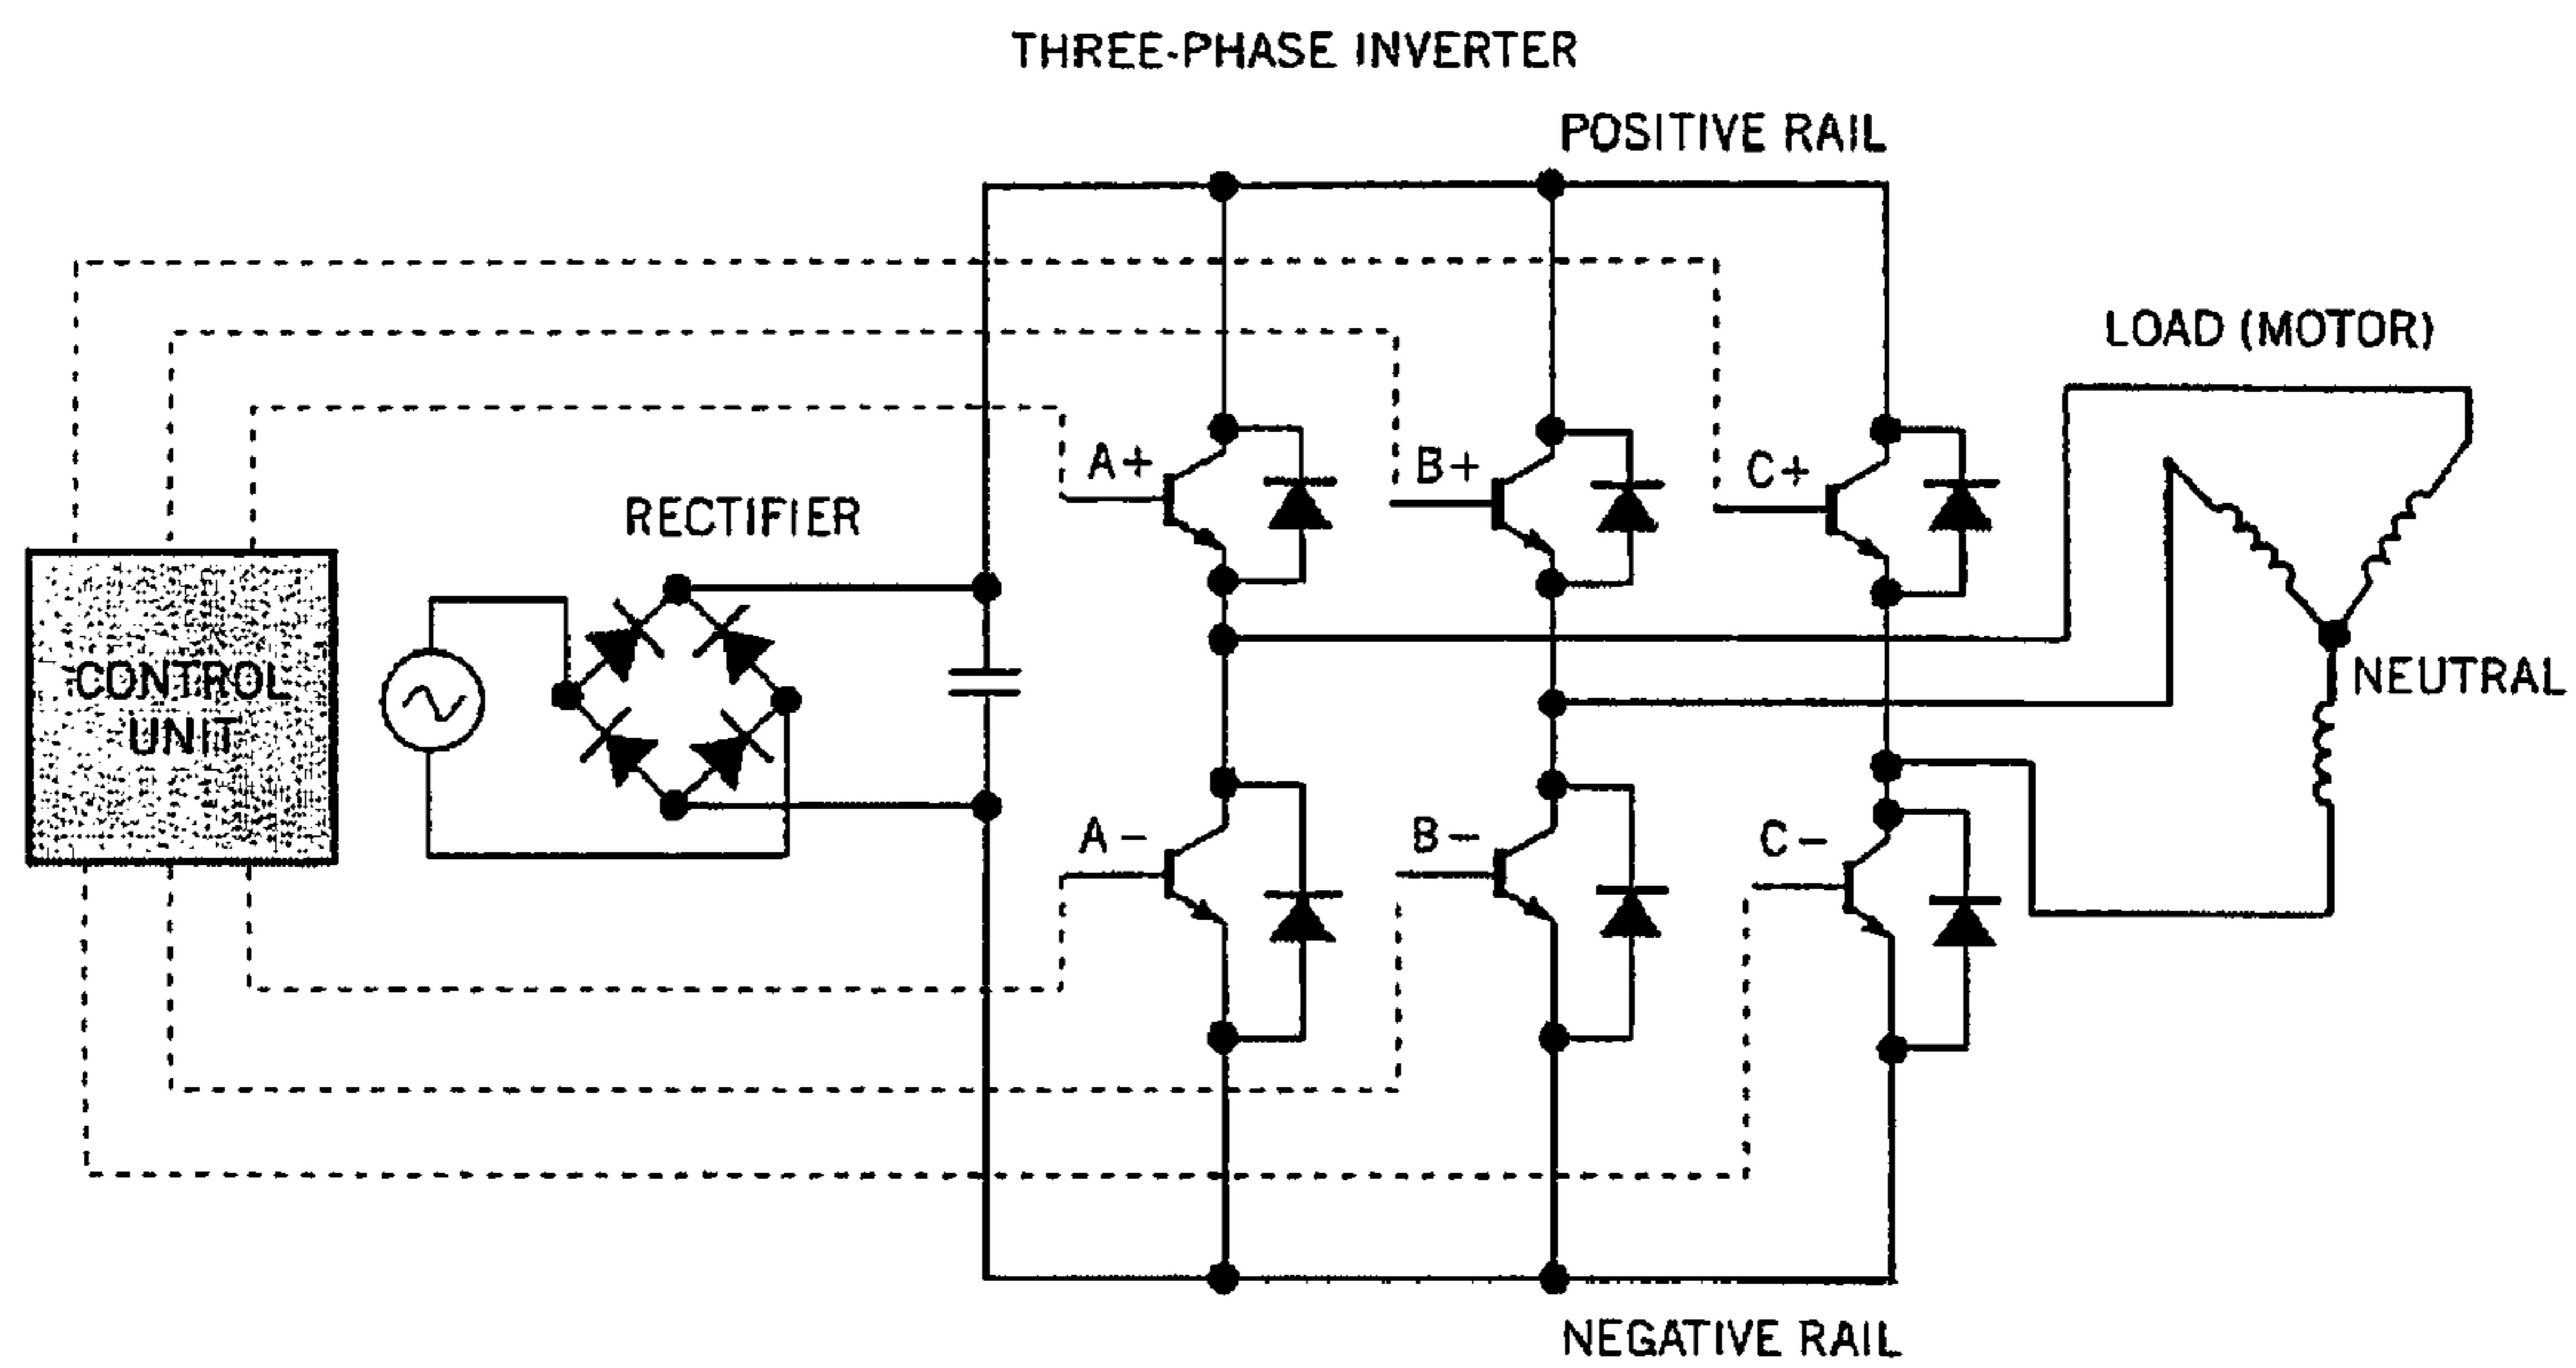 THREE-PHASE INVERTER
POSITIVE RAIL
LOAD (MOTOR)
A+
B+
C+
RECTIFIER
CONTROL
UNIT
NEUTRAL
A-
B-
C-
NEGATIVE RAIL